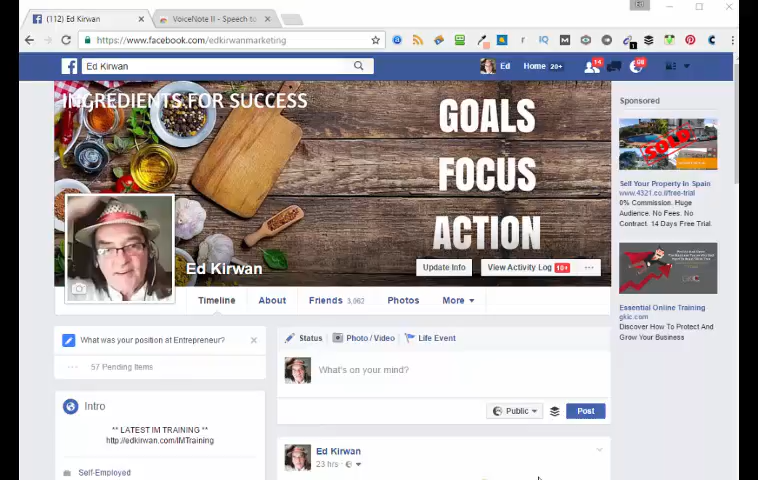 (112) Ed Kirwan
VoiceNote II - Speech to
https://www.facebook.com/edkirwanmarketing
Ed Kirwan
Ed
Home 20+
14
INGREDIENTS FOR SUCCESS
GOALS
FOCUS
ACTION
Ed Kirwan
Update Info
View Activity Log 10+
Timeline
About
Friends
Photos
More
What was your position at Entrepreneur?
57 Pending Items
Intro
** LATEST IM TRAINING **
http://edkirwan.com/IMTraining
Self-Employed
Status
Photo / Video
Life Event
What's on your mind?
Public
Post
Ed Kirwan
23 hrs
Sponsored
SOLD
Sell Your Property In Spain
www.4321.co.il/free-trial
0% Commission. Huge
Audience. No Fees. No
Contract. 14 Days Free Trial.
Essential Online Training
gkic.com
Discover How To Protect And
Grow Your Business